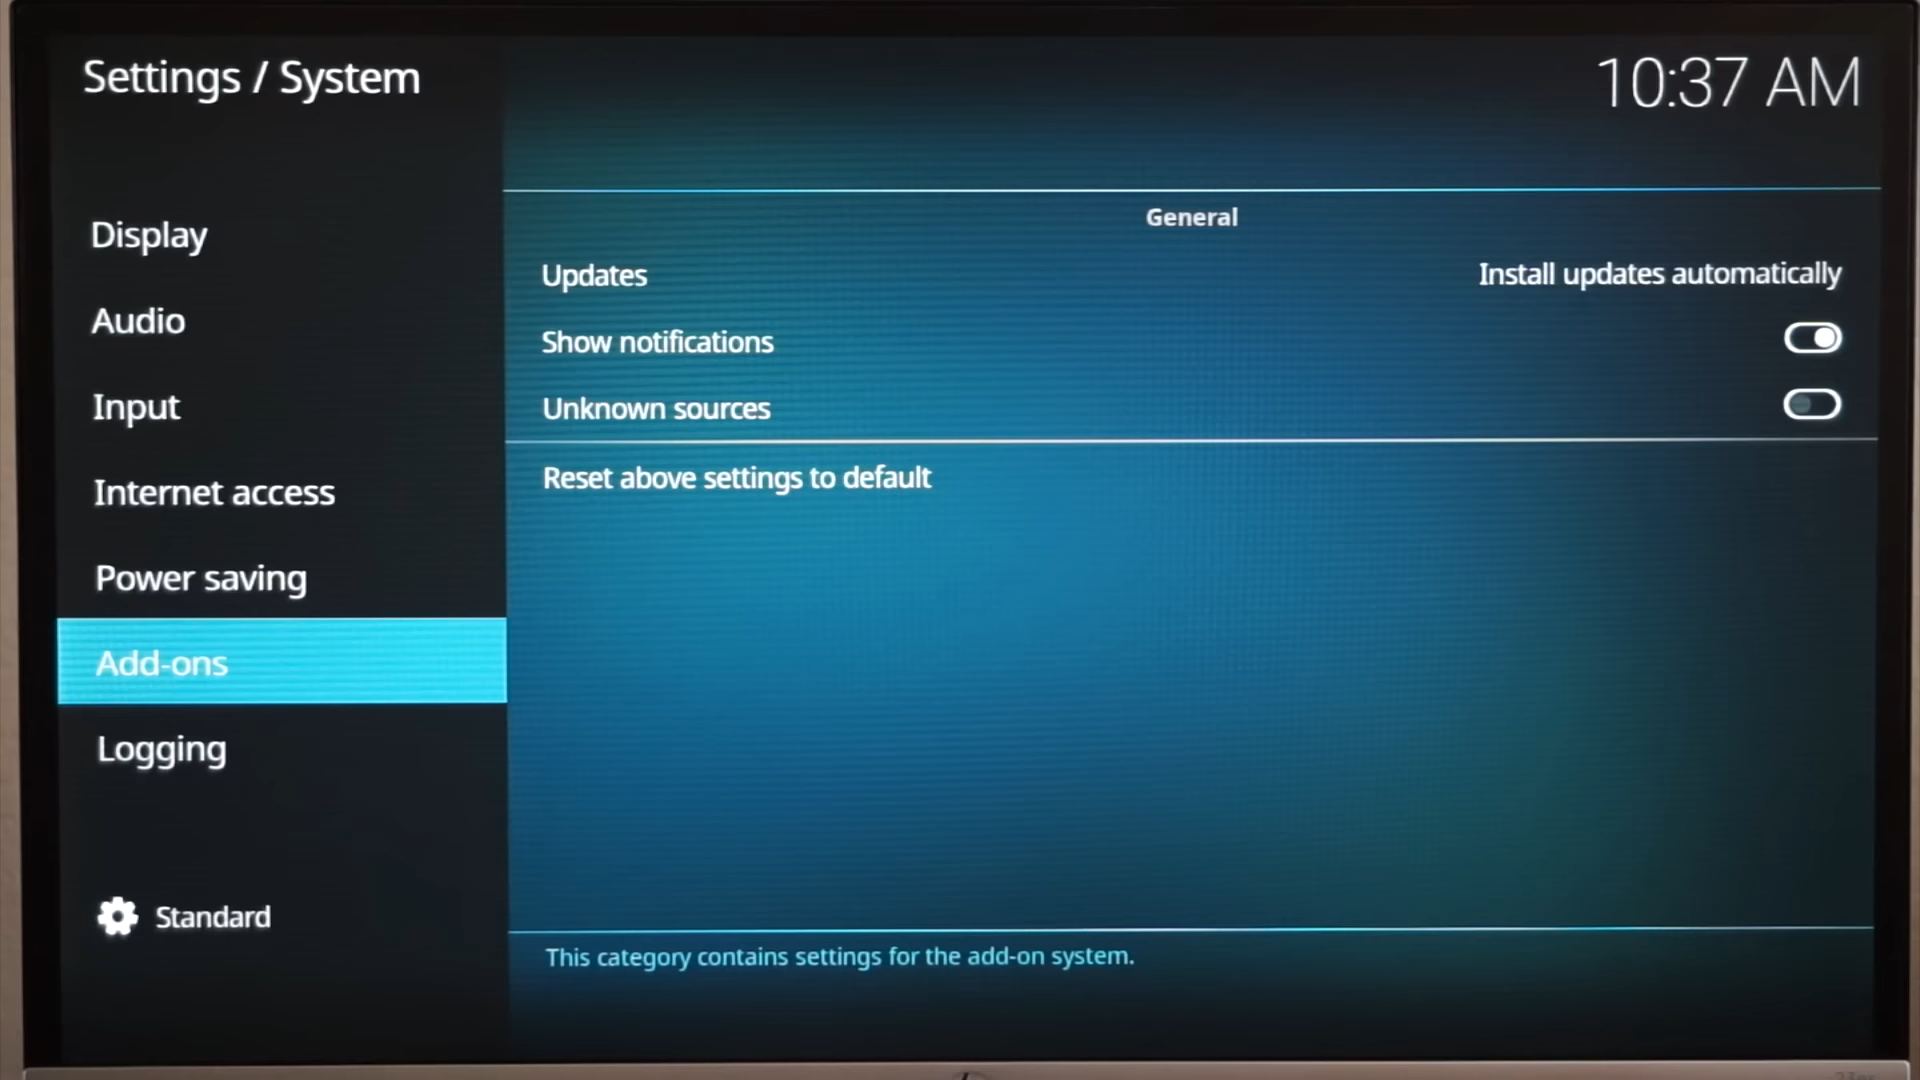 Settings / System
10:37 AM
Display
Audio
Input
Internet access
Power saving
Add-ons
Logging
Standard
General
Updates
Install updates automatically
Show notifications
Unknown sources
Reset above settings to default
This category contains settings for the add-on system.